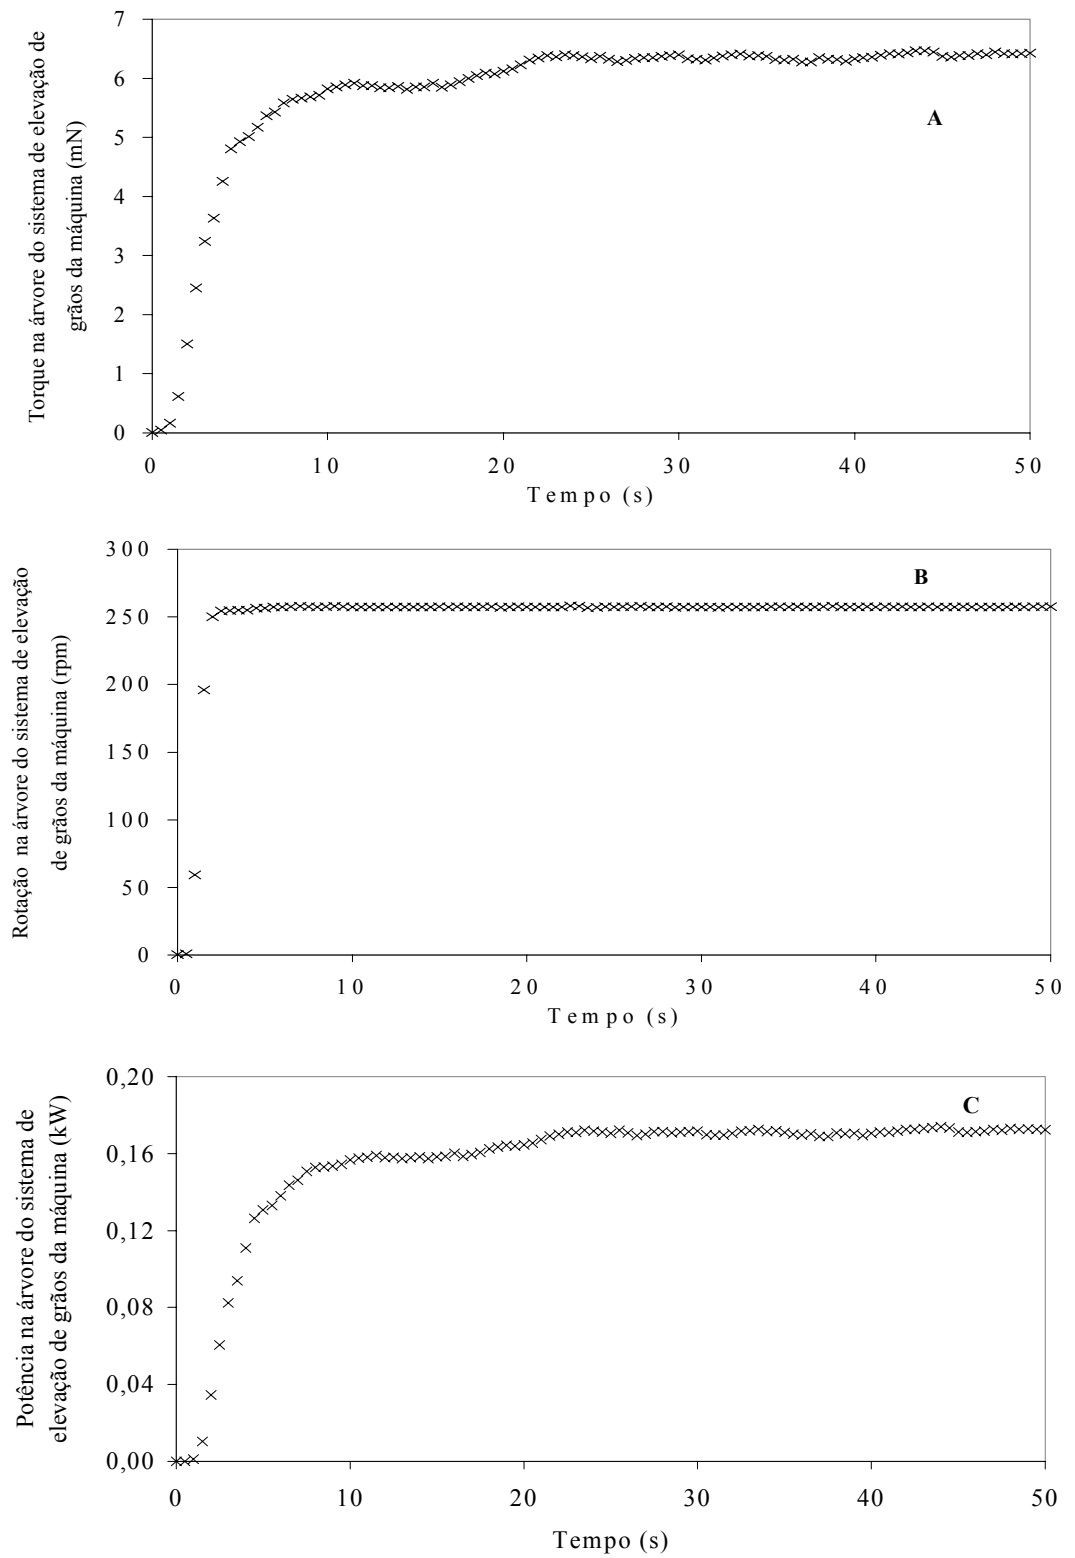 Torque na árvore do sistema de elevação de
grãos da máquina (mN)
7
6
5
4
3
2
1
0
A
0 10 20 30 40 50
Tempo (s)
Rotação na árvore do sistema de elevação
de grãos da máquina (rpm)
300
250
200
150
100
50
0
B
0 10 20 30 40 50
Tempo (s)
Potência na árvore do sistema de
elevação de grãos da máquina (kW)
0,20
0,16
0,12
0,08
0,04
0,00
C
0 10 20 30 40 50
Tempo (s)